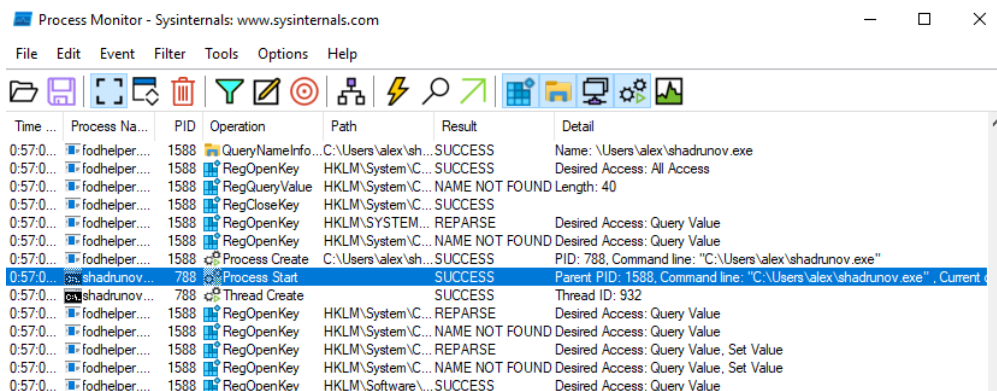 Process Monitor - Sysinternals: www.sysinternals.com
File Edit Event Filter Tools Options Help
Time ... Process Na... PID Operation Path Result Detail
0:57:0... fodhelper.... 1588 QueryNameInfo...C:\Users\alex\sh...SUCCESS Name: \Users\alex\shadrunov.exe
0:57:0... fodhelper.... 1588 RegOpenKey HKLM\System\C...SUCCESS Desired Access: All Access
0:57:0... fodhelper.... 1588 RegQueryValue HKLM\System\C...NAME NOT FOUND Length: 40
0:57:0... fodhelper.... 1588 RegCloseKey HKLM\System\C...SUCCESS
0:57:0... fodhelper.... 1588 RegOpenKey HKLM\SYSTEM... REPARSE Desired Access: Query Value
0:57:0... fodhelper.... 1588 RegOpenKey HKLM\System\C...NAME NOT FOUND Desired Access: Query Value
0:57:0... fodhelper.... 1588 Process Create C:\Users\alex\sh...SUCCESS PID: 788, Command line: "C:\Users\alex\shadrunov.exe"
0:57:0... shadrunov... 788 Process Start SUCCESS Parent PID: 1588, Command line: "C:\Users\alex\shadrunov.exe" , Current
0:57:0... shadrunov... 788 Thread Create SUCCESS Thread ID: 932
0:57:0... fodhelper.... 1588 RegOpenKey HKLM\System\C...REPARSE Desired Access: Query Value
0:57:0... fodhelper.... 1588 RegOpenKey HKLM\System\C...NAME NOT FOUND Desired Access: Query Value
0:57:0... fodhelper.... 1588 RegOpenKey HKLM\System\C...REPARSE Desired Access: Query Value, Set Value
0:57:0... fodhelper.... 1588 RegOpenKey HKLM\System\C...NAME NOT FOUND Desired Access: Query Value, Set Value
0:57:0... fodhelper.... 1588 RegOpenKey HKLM\Software\...SUCCESS Desired Access: Query Value